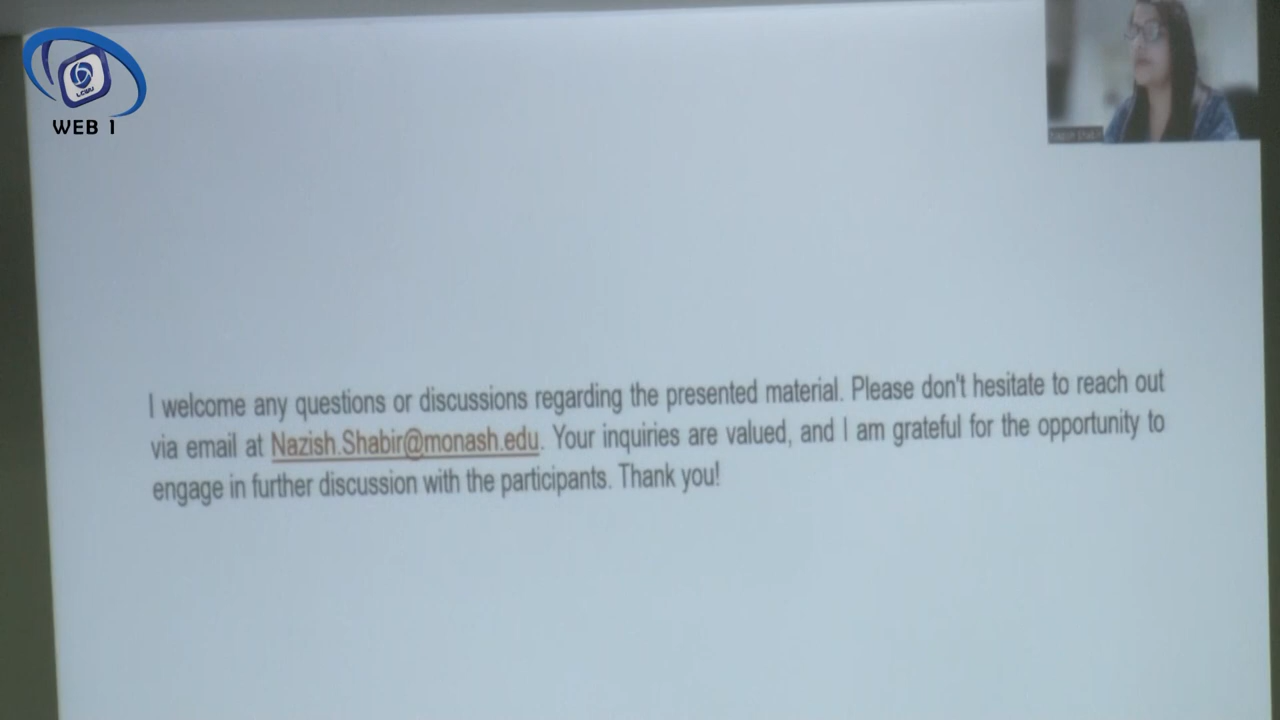 LCWU
WEB 1
I welcome any questions or discussions regarding the presented material. Please don't hesitate to reach out
via email at Nazish.Shabir@monash.edu. Your inquiries are valued, and I am grateful for the opportunity to
engage in further discussion with the participants. Thank you!